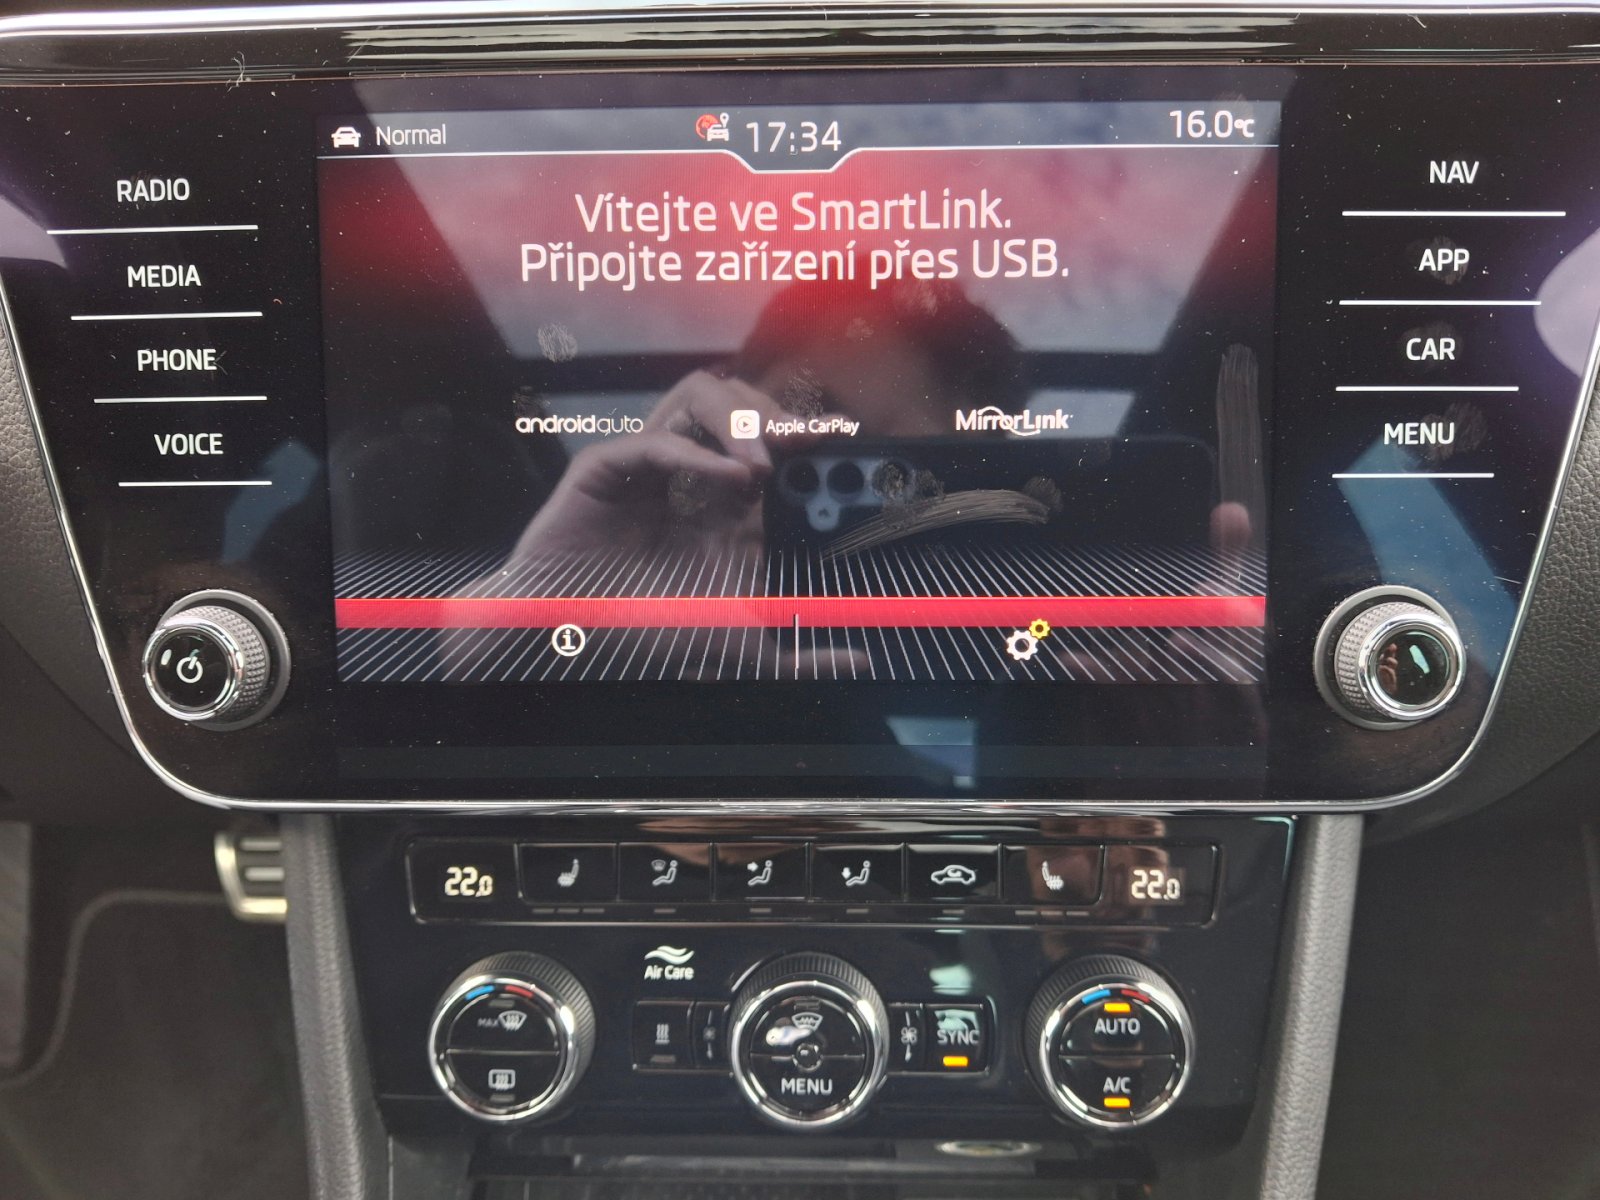 Normal
17:34
16.0°C
RADIO
MEDIA
PHONE
VOICE
Vítejte ve SmartLink.
Připojte zařízení přes USB.
androidauto
Apple CarPlay
MirrorLink
NAV
APP
CAR
MENU
22.0
22.0
Air Care
MAX
MENU
SYNC
AUTO
A/C